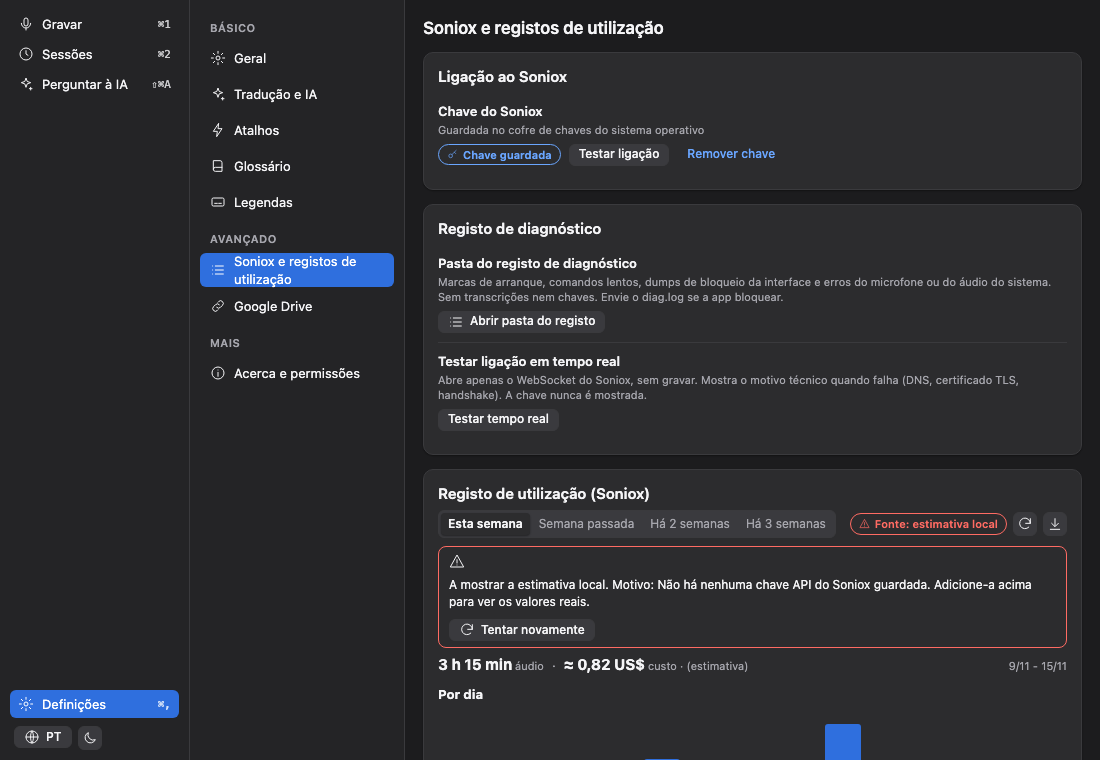 Gravar ⌘1
Sessões ⌘2
Perguntar à IA ⇧⌘A
Definições ⌘,
PT
BÁSICO
Geral
Tradução e IA
Atalhos
Glossário
Legendas
AVANÇADO
Soniox e registos de
utilização
Google Drive
MAIS
Acerca e permissões
Soniox e registos de utilização
Ligação ao Soniox
Chave do Soniox
Guardada no cofre de chaves do sistema operativo
Chave guardada Testar ligação Remover chave
Registo de diagnóstico
Pasta do registo de diagnóstico
Marcas de arranque, comandos lentos, dumps de bloqueio da interface e erros do microfone ou do áudio do sistema.
Sem transcrições nem chaves. Envie o diag.log se a app bloquear.
Abrir pasta do registo
Testar ligação em tempo real
Abre apenas o WebSocket do Soniox, sem gravar. Mostra o motivo técnico quando falha (DNS, certificado TLS,
handshake). A chave nunca é mostrada.
Testar tempo real
Registo de utilização (Soniox)
Esta semana Semana passada Há 2 semanas Há 3 semanas Fonte: estimativa local
A mostrar a estimativa local. Motivo: Não há nenhuma chave API do Soniox guardada. Adicione-a acima
para ver os valores reais.
Tentar novamente
3 h 15 min áudio · ≈ 0,82 US$ custo · (estimativa) 9/11 - 15/11
Por dia